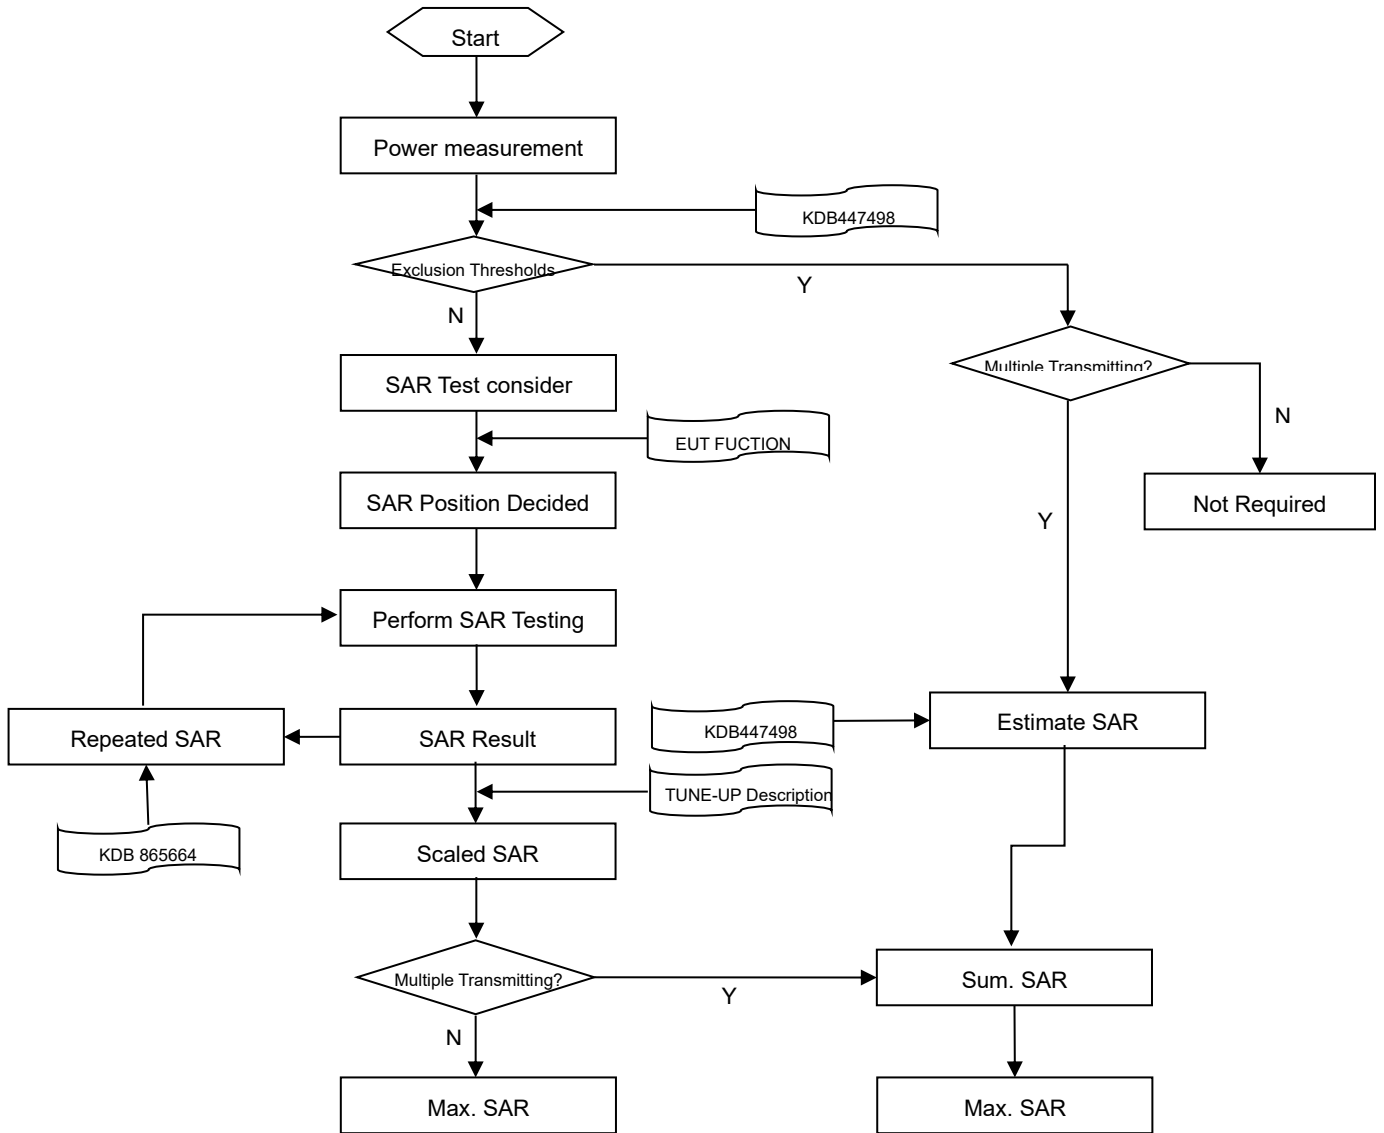 Start
Power measurement
KDB447498
Exclusion Thresholds
Y
N
Multiple Transmitting?
SAR Test consider
N
EUT FUCTION
SAR Position Decided
Not Required
Y
Perform SAR Testing
Repeated SAR
SAR Result
KDB447498
Estimate SAR
TUNE-UP Description
KDB 865664
Scaled SAR
Multiple Transmitting?
Y
Sum. SAR
N
Max. SAR
Max. SAR